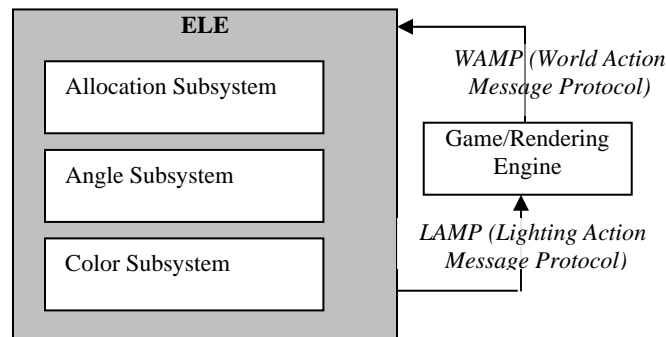 ELE
Allocation Subsystem
Angle Subsystem
Color Subsystem
WAMP (World Action
Message Protocol)
Game/Rendering
Engine
LAMP (Lighting Action
Message Protocol)